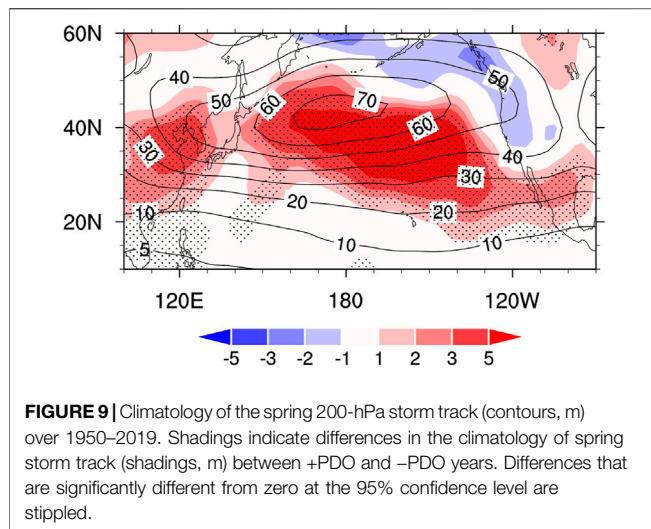 60N
40N
20N
40
50
60
70
60
50
40
30
30
20
20
10
10
10
5
120E 180 120W
-5 -3 -2 -1 1 2 3 5
FIGURE 9 | Climatology of the spring 200-hPa storm track (contours, m)
over 1950–2019. Shadings indicate differences in the climatology of spring
storm track (shadings, m) between +PDO and −PDO years. Differences that
are significantly different from zero at the 95% confidence level are
stippled.